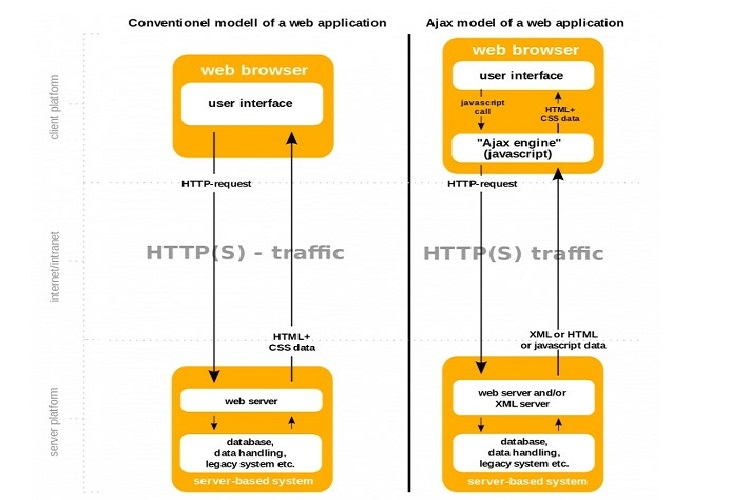 Conventionel modell of a web application
client platform
web browser
user interface
HTTP-request
internet/intranet
HTTP(S) - traffic
HTML+
CSS data
server platform
web server
database,
data handling,
legacy system etc.
server-based system
Ajax model of a web application
web browser
user interface
javascript
call
HTML+
CSS data
"Ajax engine"
(javascript)
HTTP-request
HTTP(S) traffic
XML or HTML
or javascript data
web server and/or
XML server
database,
data handling,
legacy system etc.
server-based system